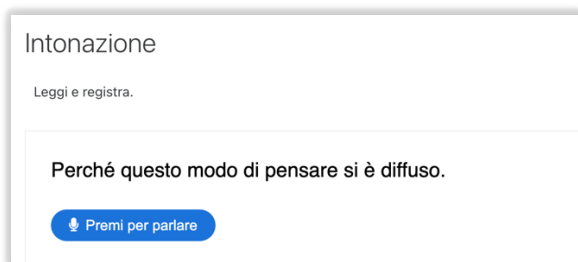 Intonazione
Leggi e registra.
Perché questo modo di pensare si è diffuso.
Premi per parlare